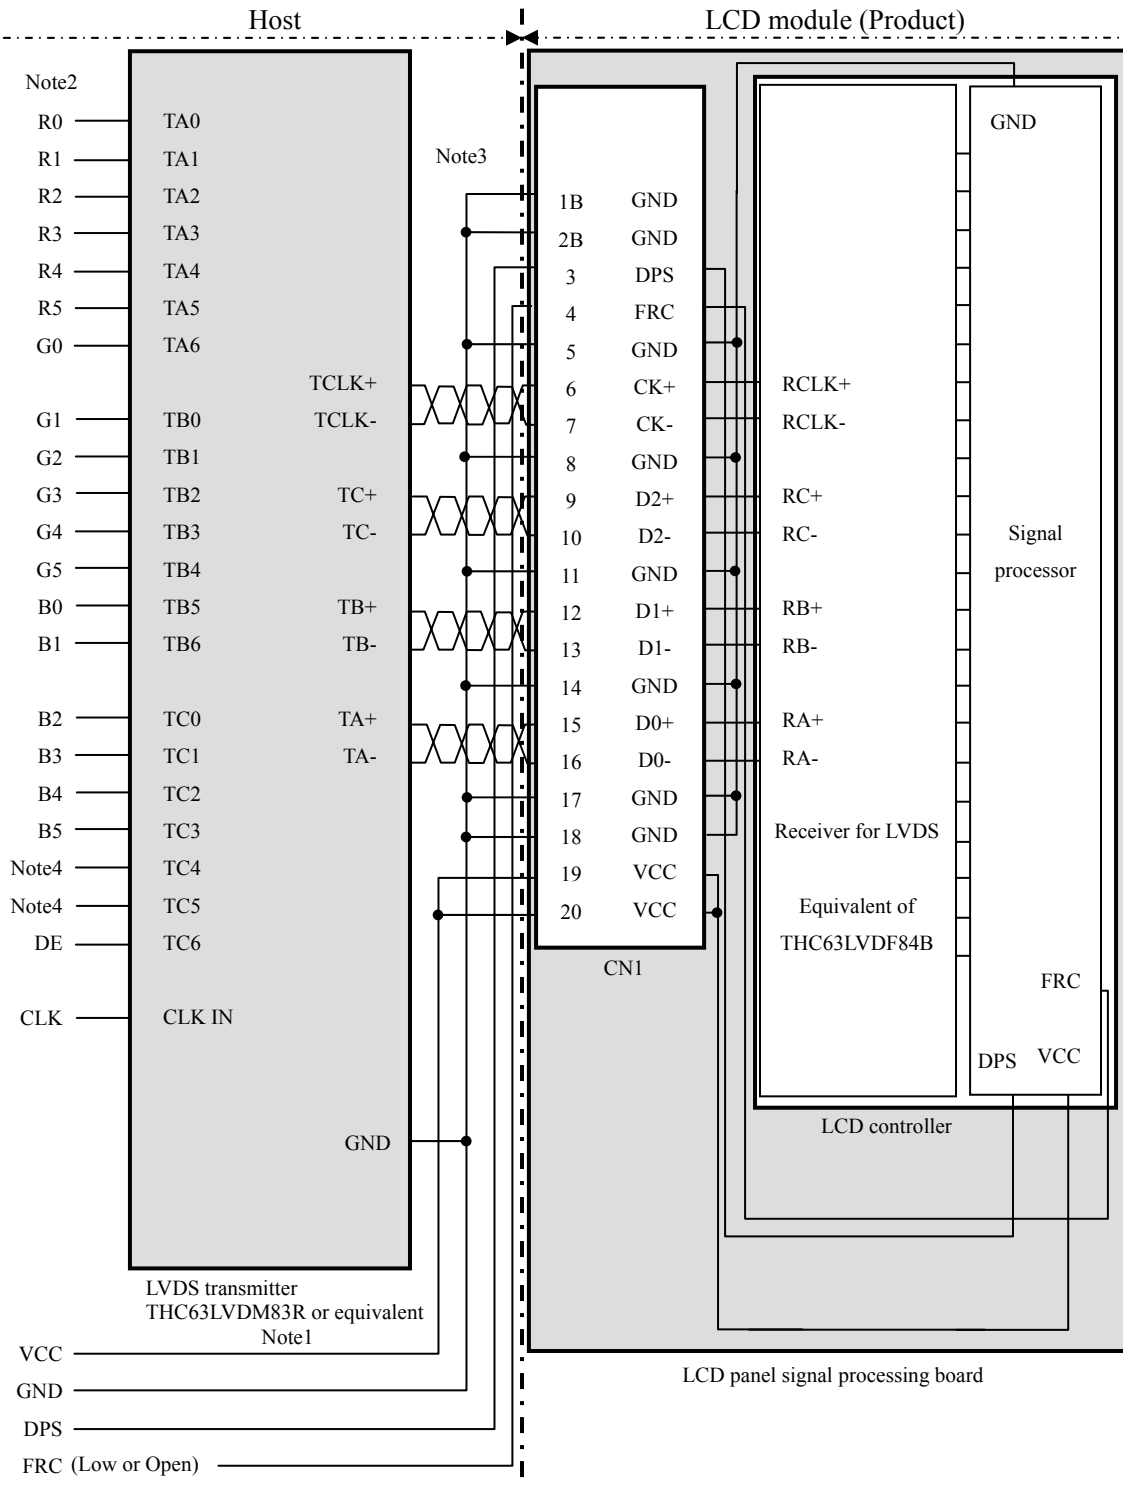 Host
LCD module (Product)
Note2
R0 TA0
R1 TA1
R2 TA2
R3 TA3
R4 TA4
R5 TA5
G0 TA6
TCLK+
G1 TB0 TCLK-
G2 TB1
G3 TB2 TC+
G4 TB3 TC-
G5 TB4
B0 TB5 TB+
B1 TB6 TB-
B2 TC0 TA+
B3 TC1 TA-
B4 TC2
B5 TC3
Note4 TC4
Note4 TC5
DE TC6
CLK CLK IN
GND
LVDS transmitter
THC63LVDM83R or equivalent
Note1
VCC
GND
DPS
FRC (Low or Open)
Note3
1B GND
2B GND
3 DPS
4 FRC
5 GND
6 CK+
7 CK-
8 GND
9 D2+
10 D2-
11 GND
12 D1+
13 D1-
14 GND
15 D0+
16 D0-
17 GND
18 GND
19 VCC
20 VCC
CN1
RCLK+
RCLK-
RC+
RC-
RB+
RB-
RA+
RA-
Receiver for LVDS
Equivalent of
THC63LVDF84B
GND
Signal
processor
FRC
DPS VCC
LCD controller
LCD panel signal processing board